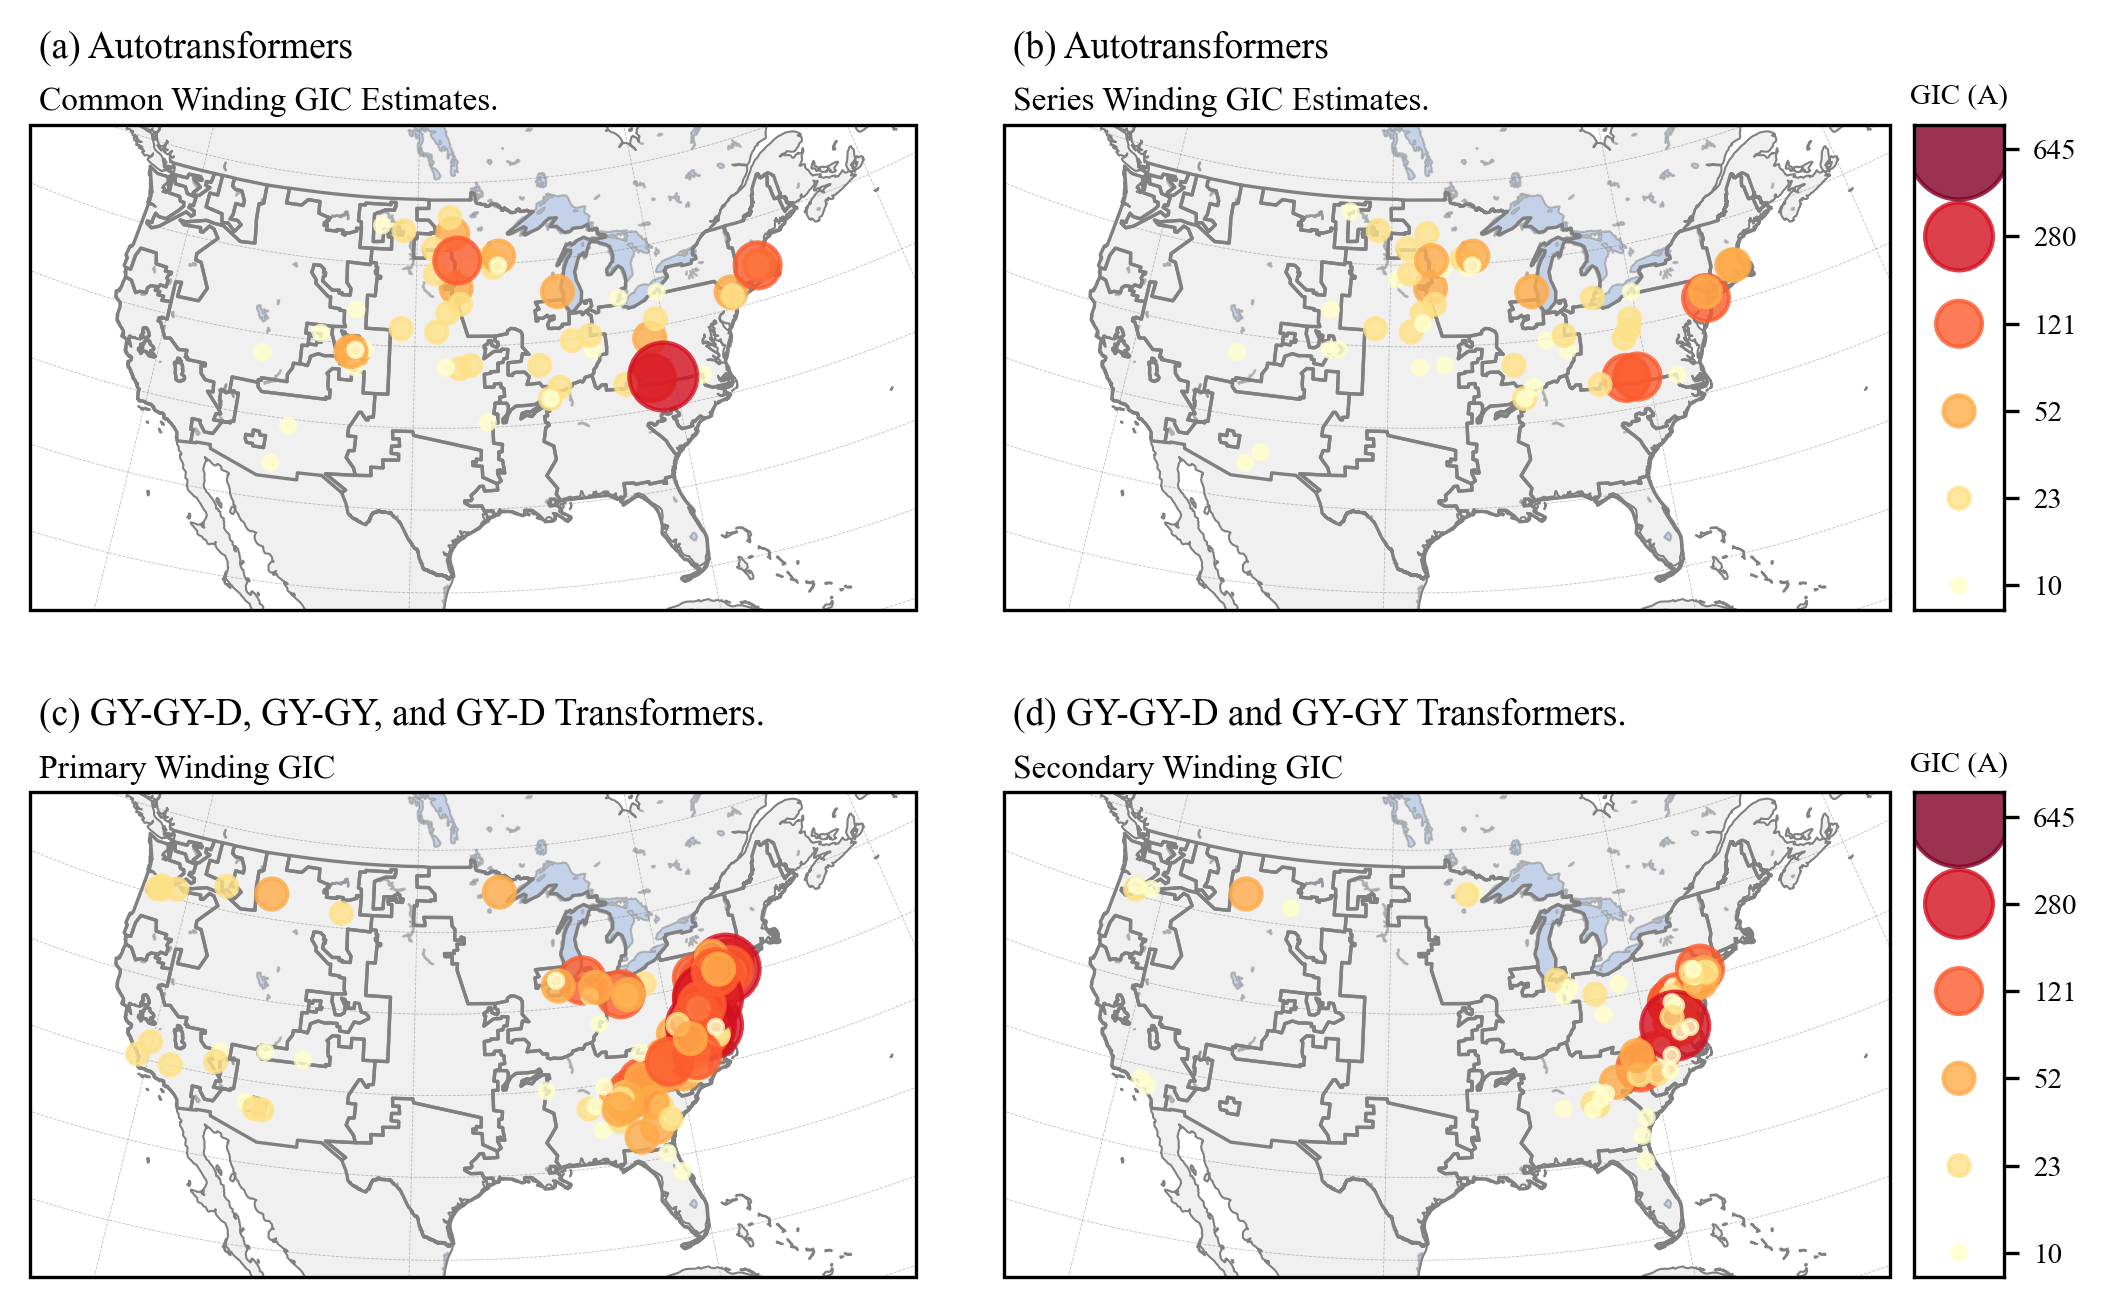 (a) Autotransformers
Common Winding GIC Estimates.
(b) Autotransformers
Series Winding GIC Estimates.
GIC (A)
645
280
121
52
23
10
(c) GY-GY-D, GY-GY, and GY-D Transformers.
Primary Winding GIC
(d) GY-GY-D and GY-GY Transformers.
Secondary Winding GIC
GIC (A)
645
280
121
52
23
10